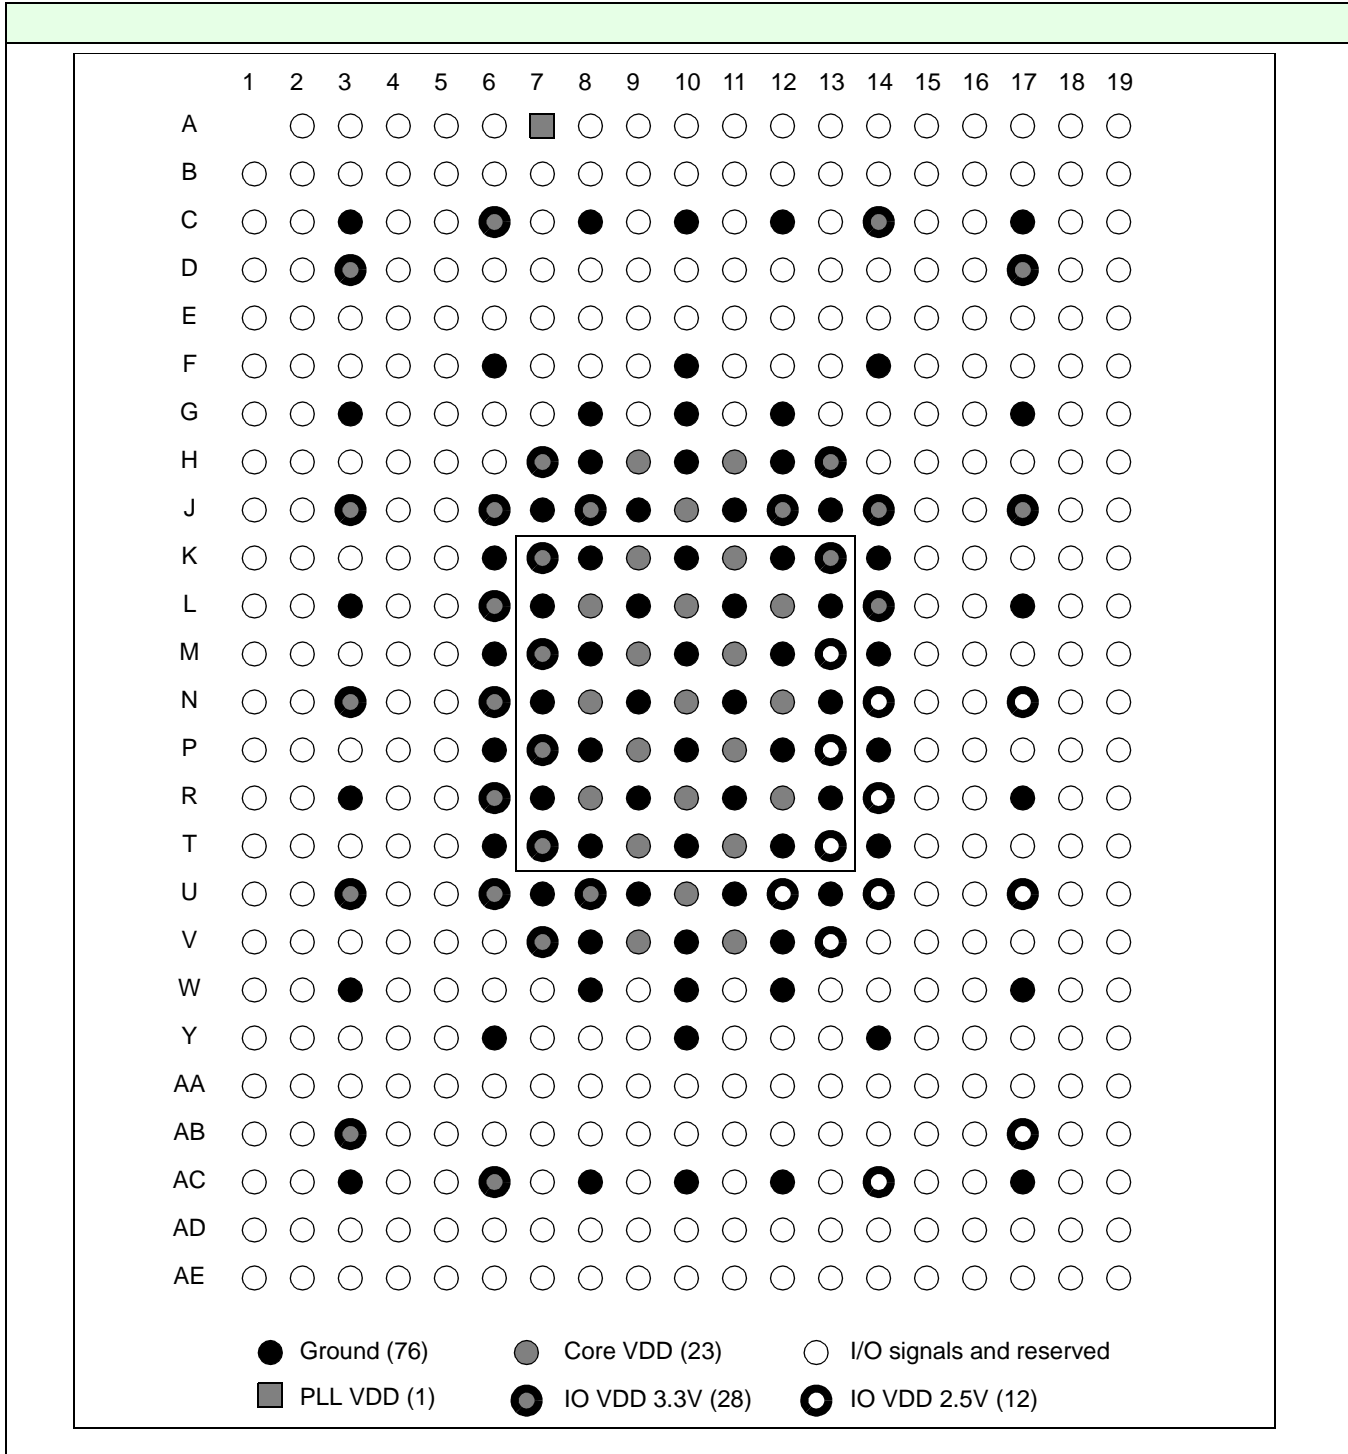 1 2 3 4 5 6 7 8 9 10 11 12 13 14 15 16 17 18 19
A
B
C
D
E
F
G
H
J
K
L
M
N
P
R
T
U
V
W
Y
AA
AB
AC
AD
AE
Ground (76) Core VDD (23) I/O signals and reserved
PLL VDD (1) IO VDD 3.3V (28) IO VDD 2.5V (12)